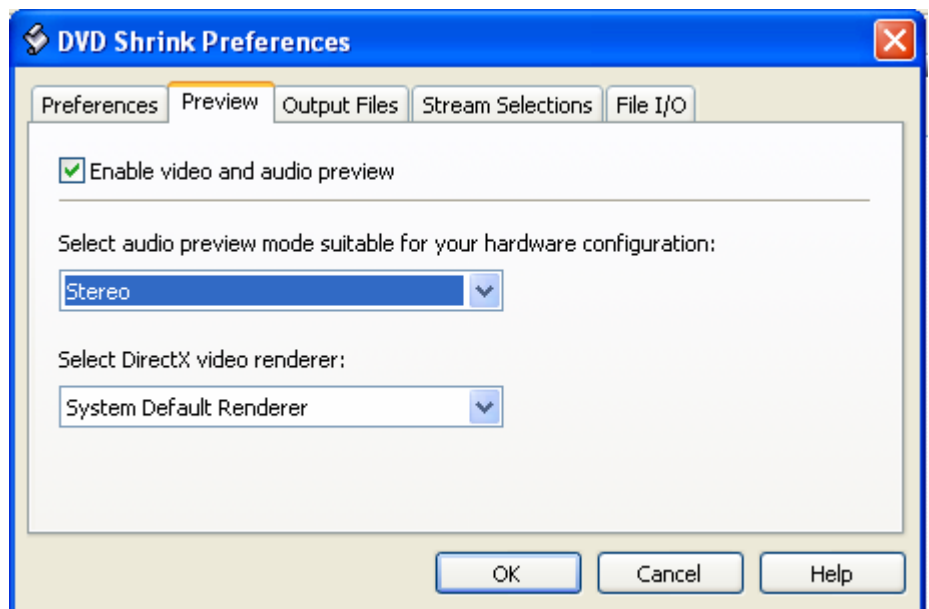 DVD Shrink Preferences
Preferences Preview Output Files Stream Selections File I/O
Enable video and audio preview
Select audio preview mode suitable for your hardware configuration:
Stereo
Select DirectX video renderer:
System Default Renderer
OK Cancel Help